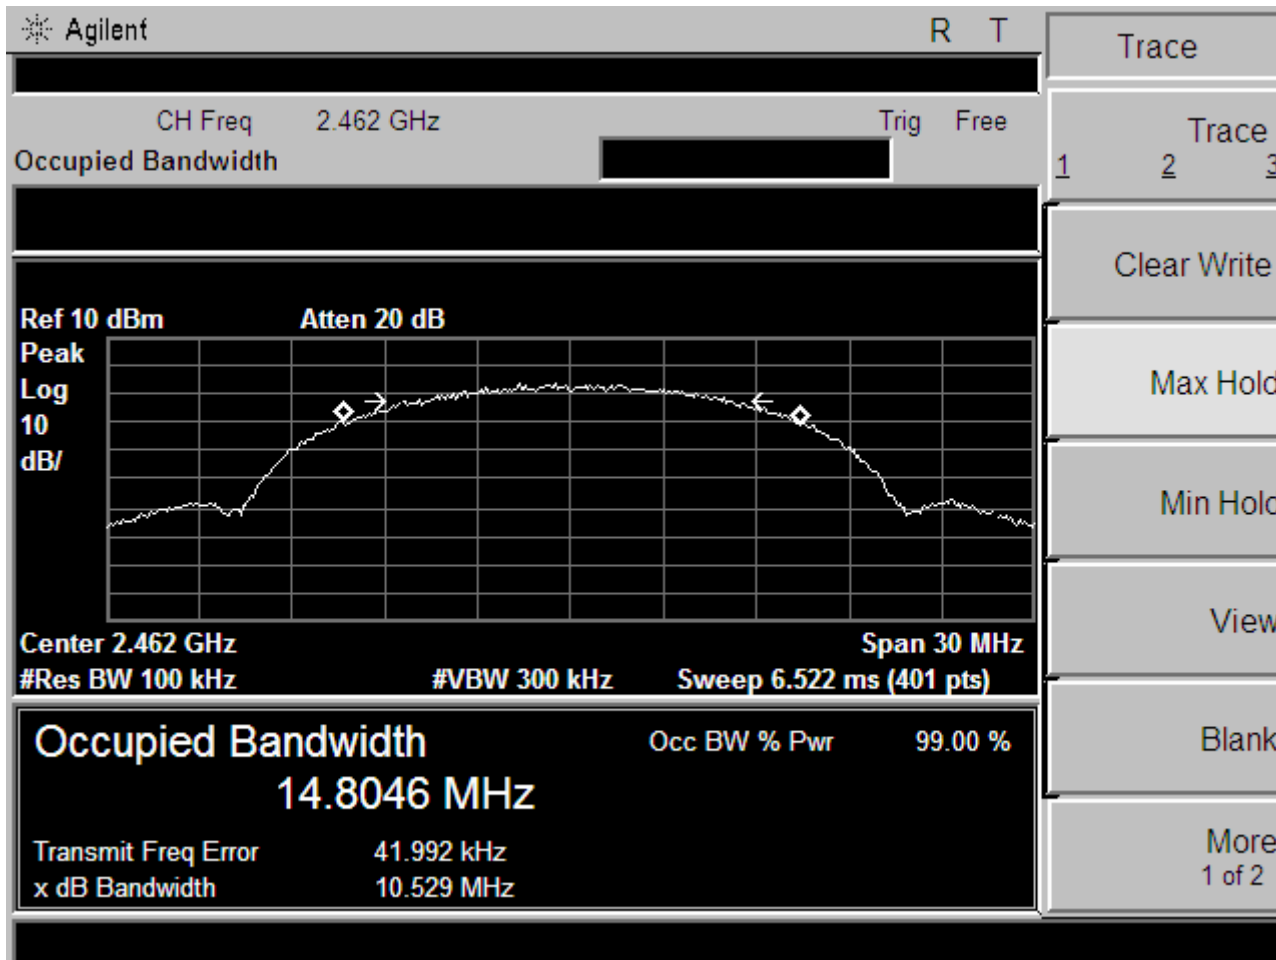 Agilent R T
Trace
CH Freq 2.462 GHz Trig Free
Occupied Bandwidth
Trace
1 2 3
Clear Write
Max Hold
Min Hold
View
Blank
More
1 of 2
Ref 10 dBm Atten 20 dB
Peak
Log
10
dB/
Center 2.462 GHz Span 30 MHz
#Res BW 100 kHz #VBW 300 kHz Sweep 6.522 ms (401 pts)
Occupied Bandwidth Occ BW % Pwr 99.00 %
14.8046 MHz
Transmit Freq Error 41.992 kHz
x dB Bandwidth 10.529 MHz